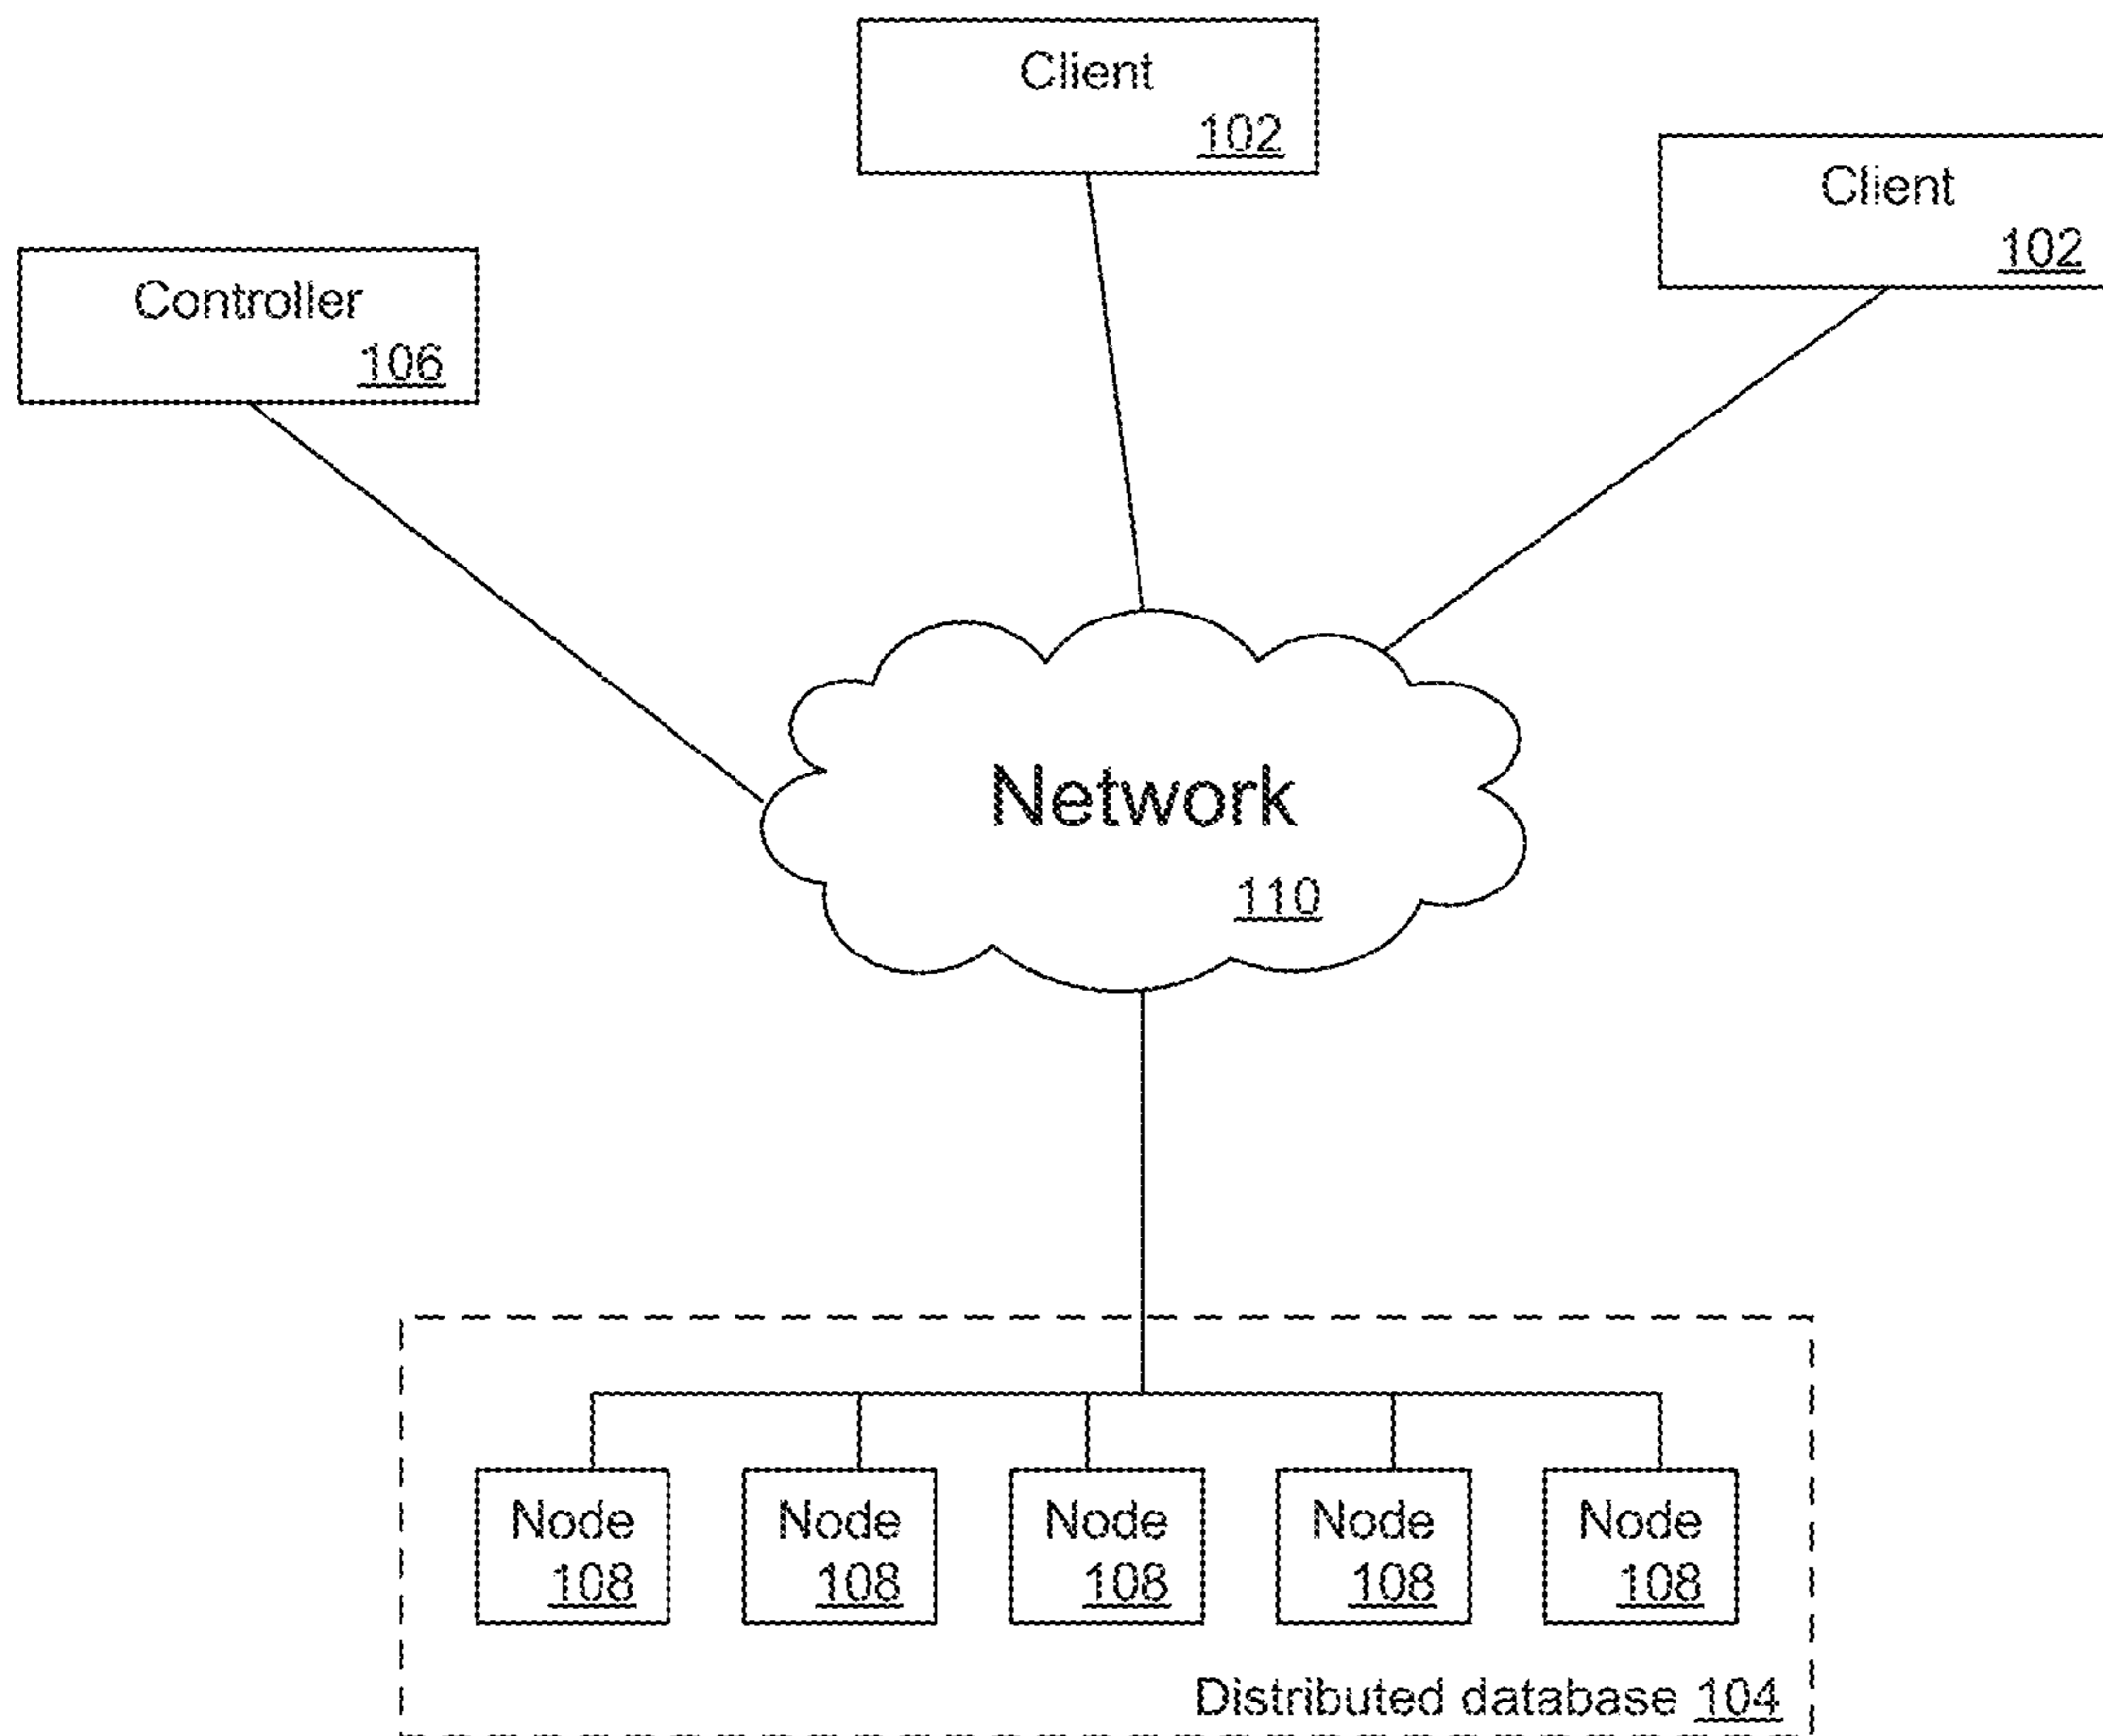 Client
102
Client
102
Controller
106
Network
110
Node
108
Node
108
Node
108
Node
108
Node
108
Distributed database 104